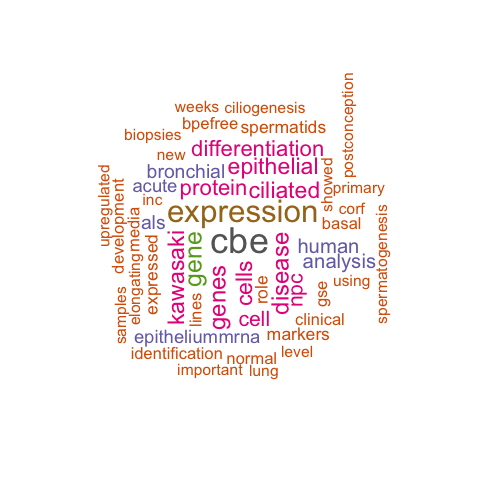 postconception
weeks
ciliogenesis
bpefree
spermatids
biopsies
differentiation
new
epithelial
bronchial
showed
upregulated
development
acute
protein
ciliated
primary
inc
expression
corf
als
basal
spermatogenesis
media
elongating
expressed
kawasaki
gene
cbe
human
analysis
disease
cells
genes
role
npc
using
gse
samples
lines
cell
clinical
epithelium
mrna
markers
identification
normal
level
important
lung